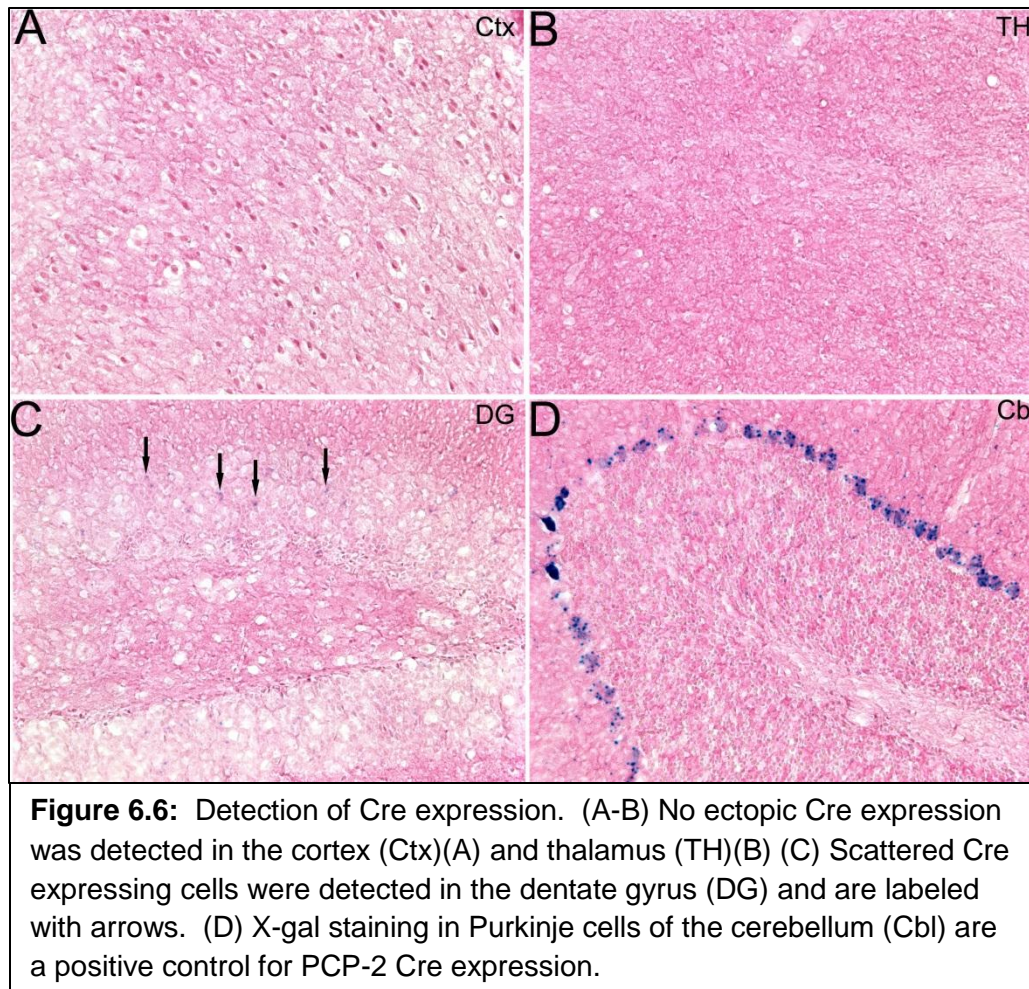 A Ctx
B TH
C DG
D Cb
Figure 6.6: Detection of Cre expression. (A-B) No ectopic Cre expression
was detected in the cortex (Ctx)(A) and thalamus (TH)(B) (C) Scattered Cre
expressing cells were detected in the dentate gyrus (DG) and are labeled
with arrows. (D) X-gal staining in Purkinje cells of the cerebellum (Cbl) are
a positive control for PCP-2 Cre expression.